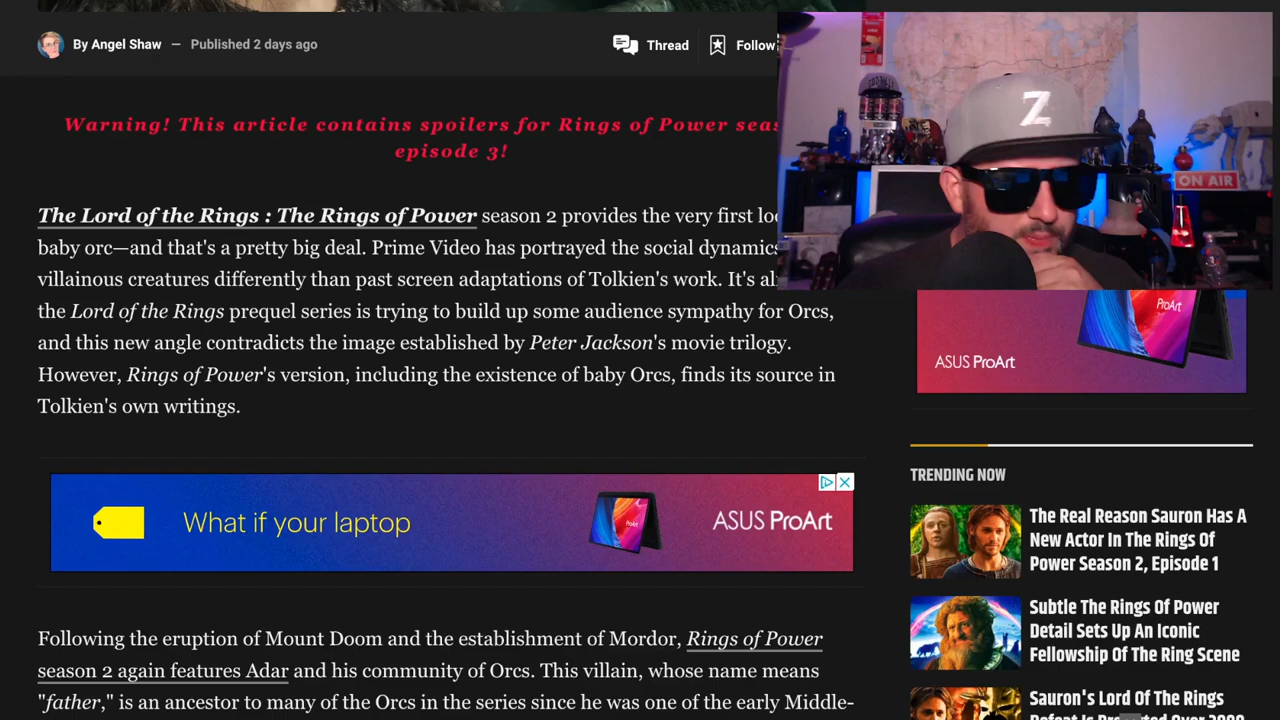 By Angel Shaw — Published 2 days ago
Thread
Follow
Warning! This article contains spoilers for Rings of Power
episode 3!
The Lord of the Rings : The Rings of Power season 2 provides the very first
baby orc—and that's a pretty big deal. Prime Video has portrayed the social dynamics
villainous creatures differently than past screen adaptations of Tolkien's work. It's
the Lord of the Rings prequel series is trying to build up some audience sympathy for Orcs,
and this new angle contradicts the image established by Peter Jackson's movie trilogy.
However, Rings of Power's version, including the existence of baby Orcs, finds its source in
Tolkien's own writings.
What if your laptop
ASUS ProArt
Following the eruption of Mount Doom and the establishment of Mordor, Rings of Power
season 2 again features Adar and his community of Orcs. This villain, whose name means
"father," is an ancestor to many of the Orcs in the series since he was one of the early Middle-
Z
ON AIR
ProArt
ASUS ProArt
TRENDING NOW
The Real Reason Sauron Has A
New Actor In The Rings Of
Power Season 2, Episode 1
Subtle The Rings Of Power
Detail Sets Up An Iconic
Fellowship Of The Ring Scene
Sauron's Lord Of The Rings
Defeat Is